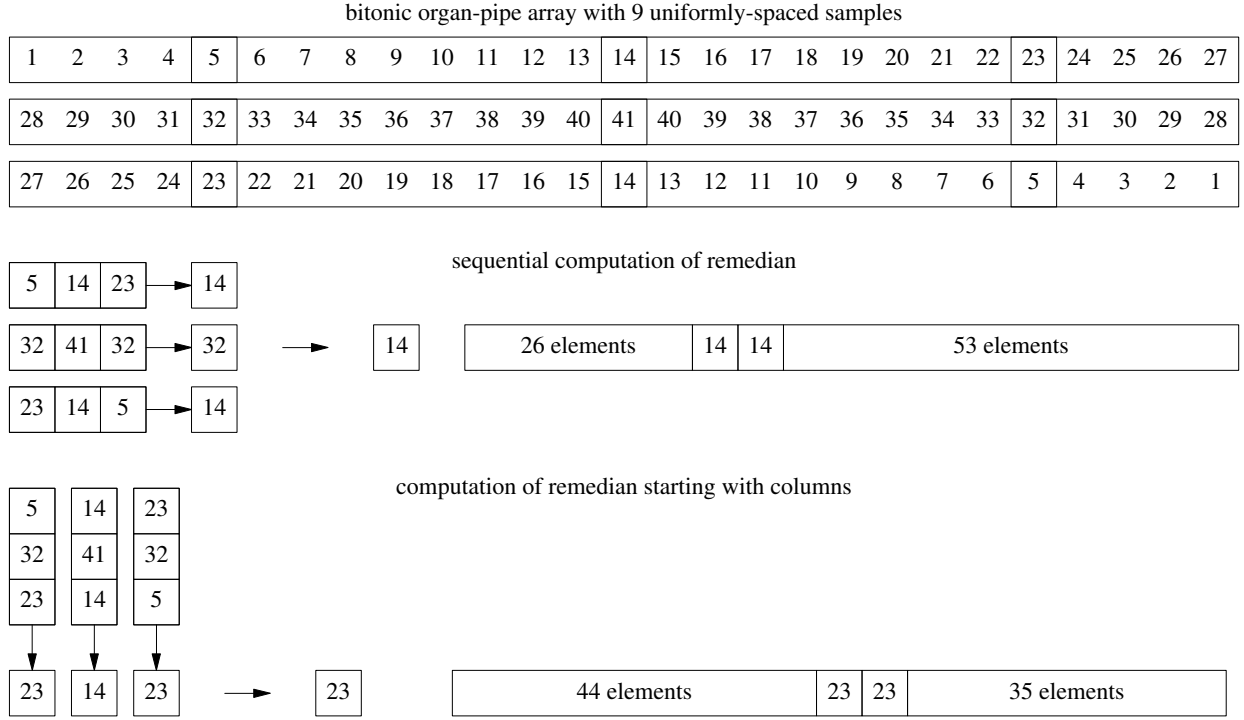 bitonic organ-pipe array with 9 uniformly-spaced samples
1 2 3 4 5 6 7 8 9 10 11 12 13 14 15 16 17 18 19 20 21 22 23 24 25 26 27
28 29 30 31 32 33 34 35 36 37 38 39 40 41 40 39 38 37 36 35 34 33 32 31 30 29 28
27 26 25 24 23 22 21 20 19 18 17 16 15 14 13 12 11 10 9 8 7 6 5 4 3 2 1
sequential computation of remedian
5 14 23 14
32 41 32 32 14 26 elements 14 14 53 elements
23 14 5 14
computation of remedian starting with columns
5 14 23
32 41 32
23 14 5
23 14 23 23 44 elements 23 23 35 elements